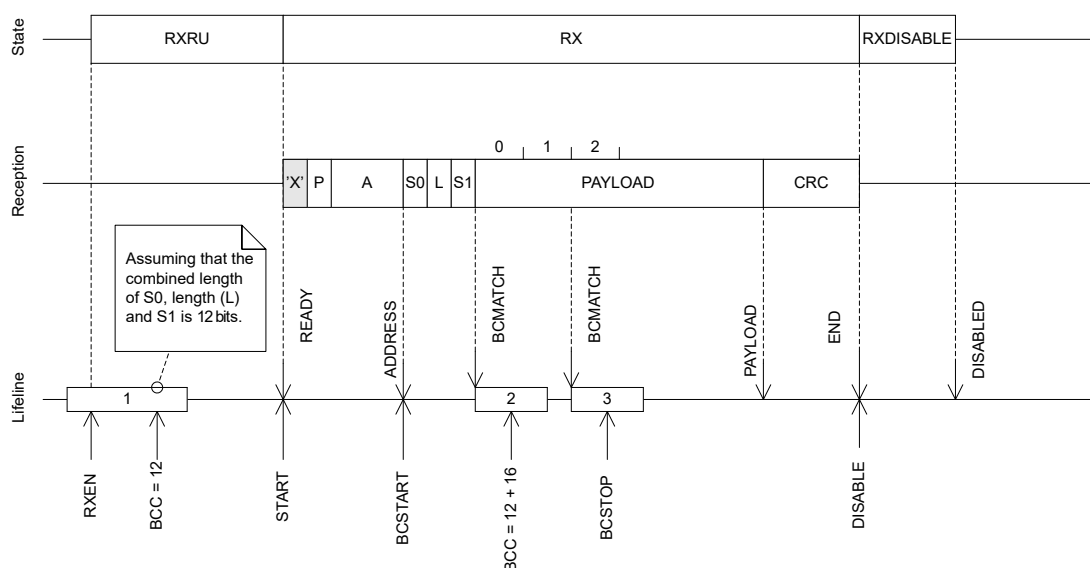 State
RXRU
RX
RXDISABLE
Reception
0
1
2
'X'
P
A
S0
L
S1
PAYLOAD
CRC
Assuming that the
combined length
of S0, length (L)
and S1 is 12 bits.
READY
ADDRESS
BCMATCH
BCMATCH
PAYLOAD
END
DISABLED
Lifeline
1
2
3
RXEN
BCC = 12
START
BCSTART
BCC = 12 + 16
BCSTOP
DISABLE